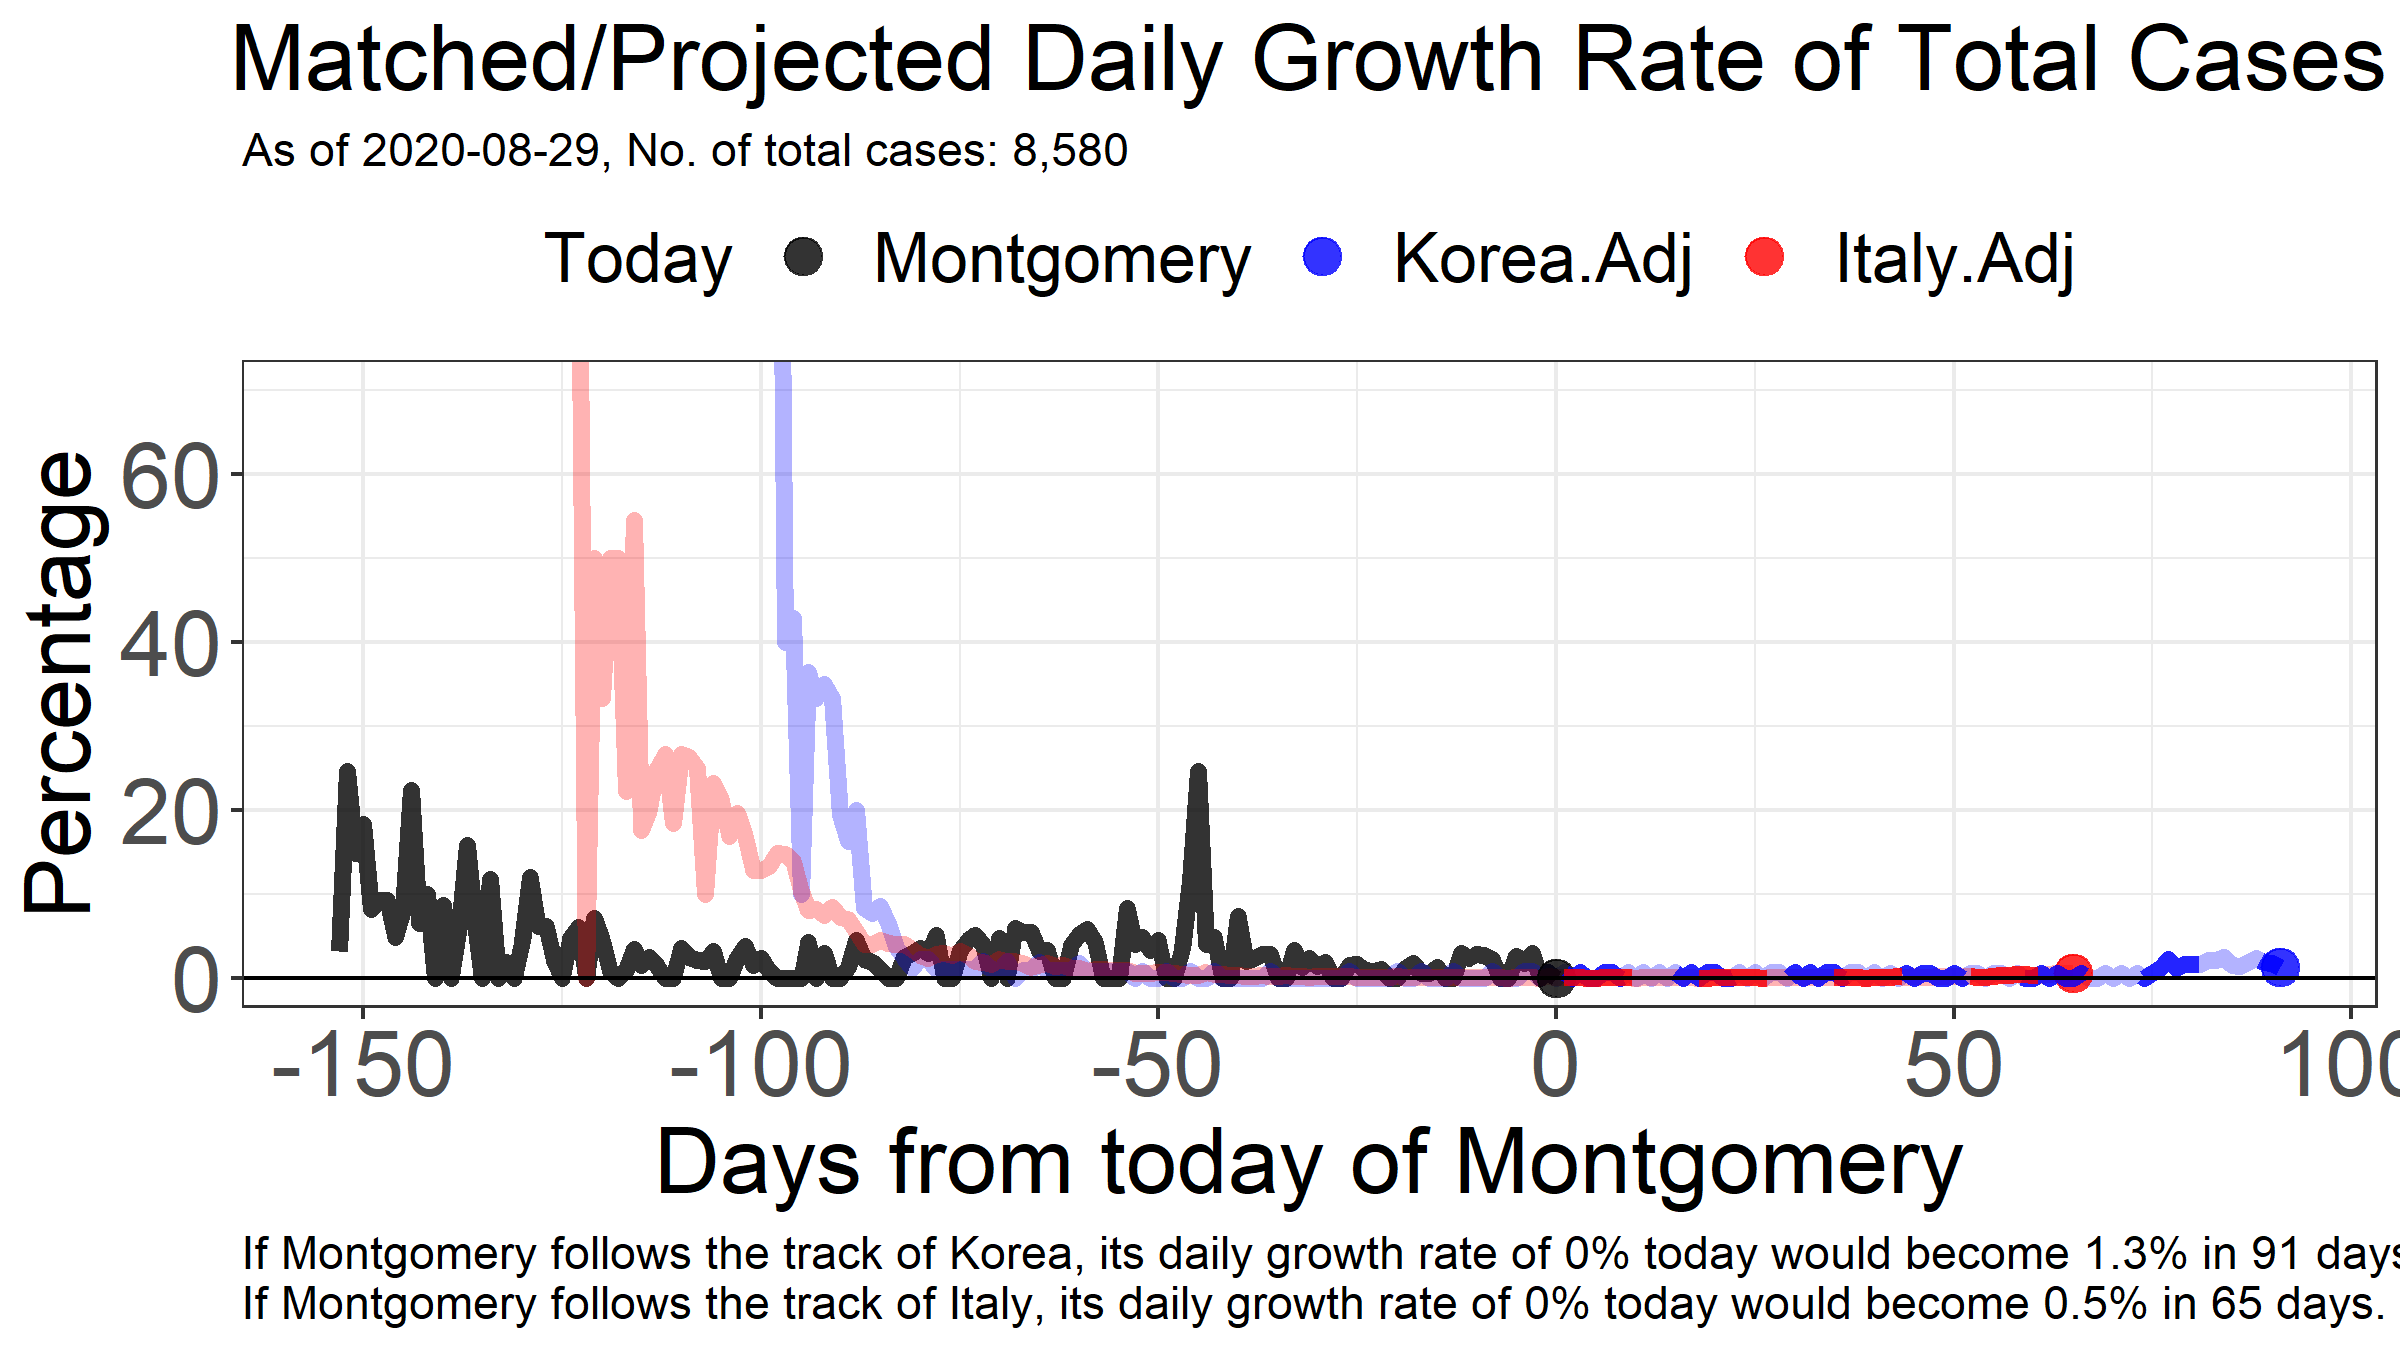 Matched/Projected Daily Growth Rate of Total Cases
As of 2020-08-29, No. of total cases: 8,580
Today Montgomery Korea.Adj Italy.Adj
Percentage
60
40
20
0
-150 -100 -50 0 50 100
Days from today of Montgomery
If Montgomery follows the track of Korea, its daily growth rate of 0% today would become 1.3% in 91 days
If Montgomery follows the track of Italy, its daily growth rate of 0% today would become 0.5% in 65 days.